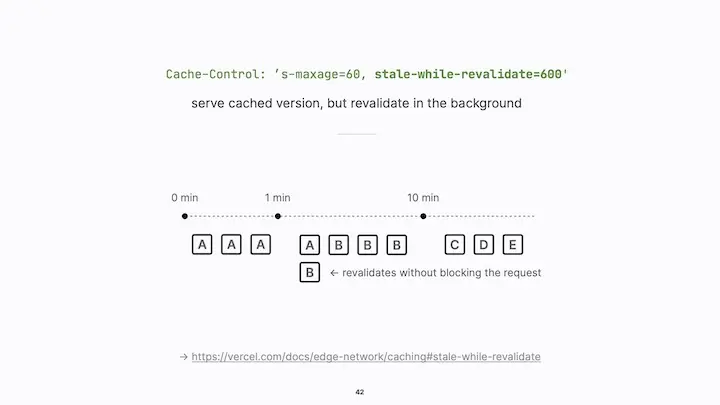 Cache-Control: ’s-maxage=60, stale-while-revalidate=600'
serve cached version, but revalidate in the background
0 min 1 min 10 min
A A A A B B B C D E
B ← revalidates without blocking the request
→ https://vercel.com/docs/edge-network/caching#stale-while-revalidate
42